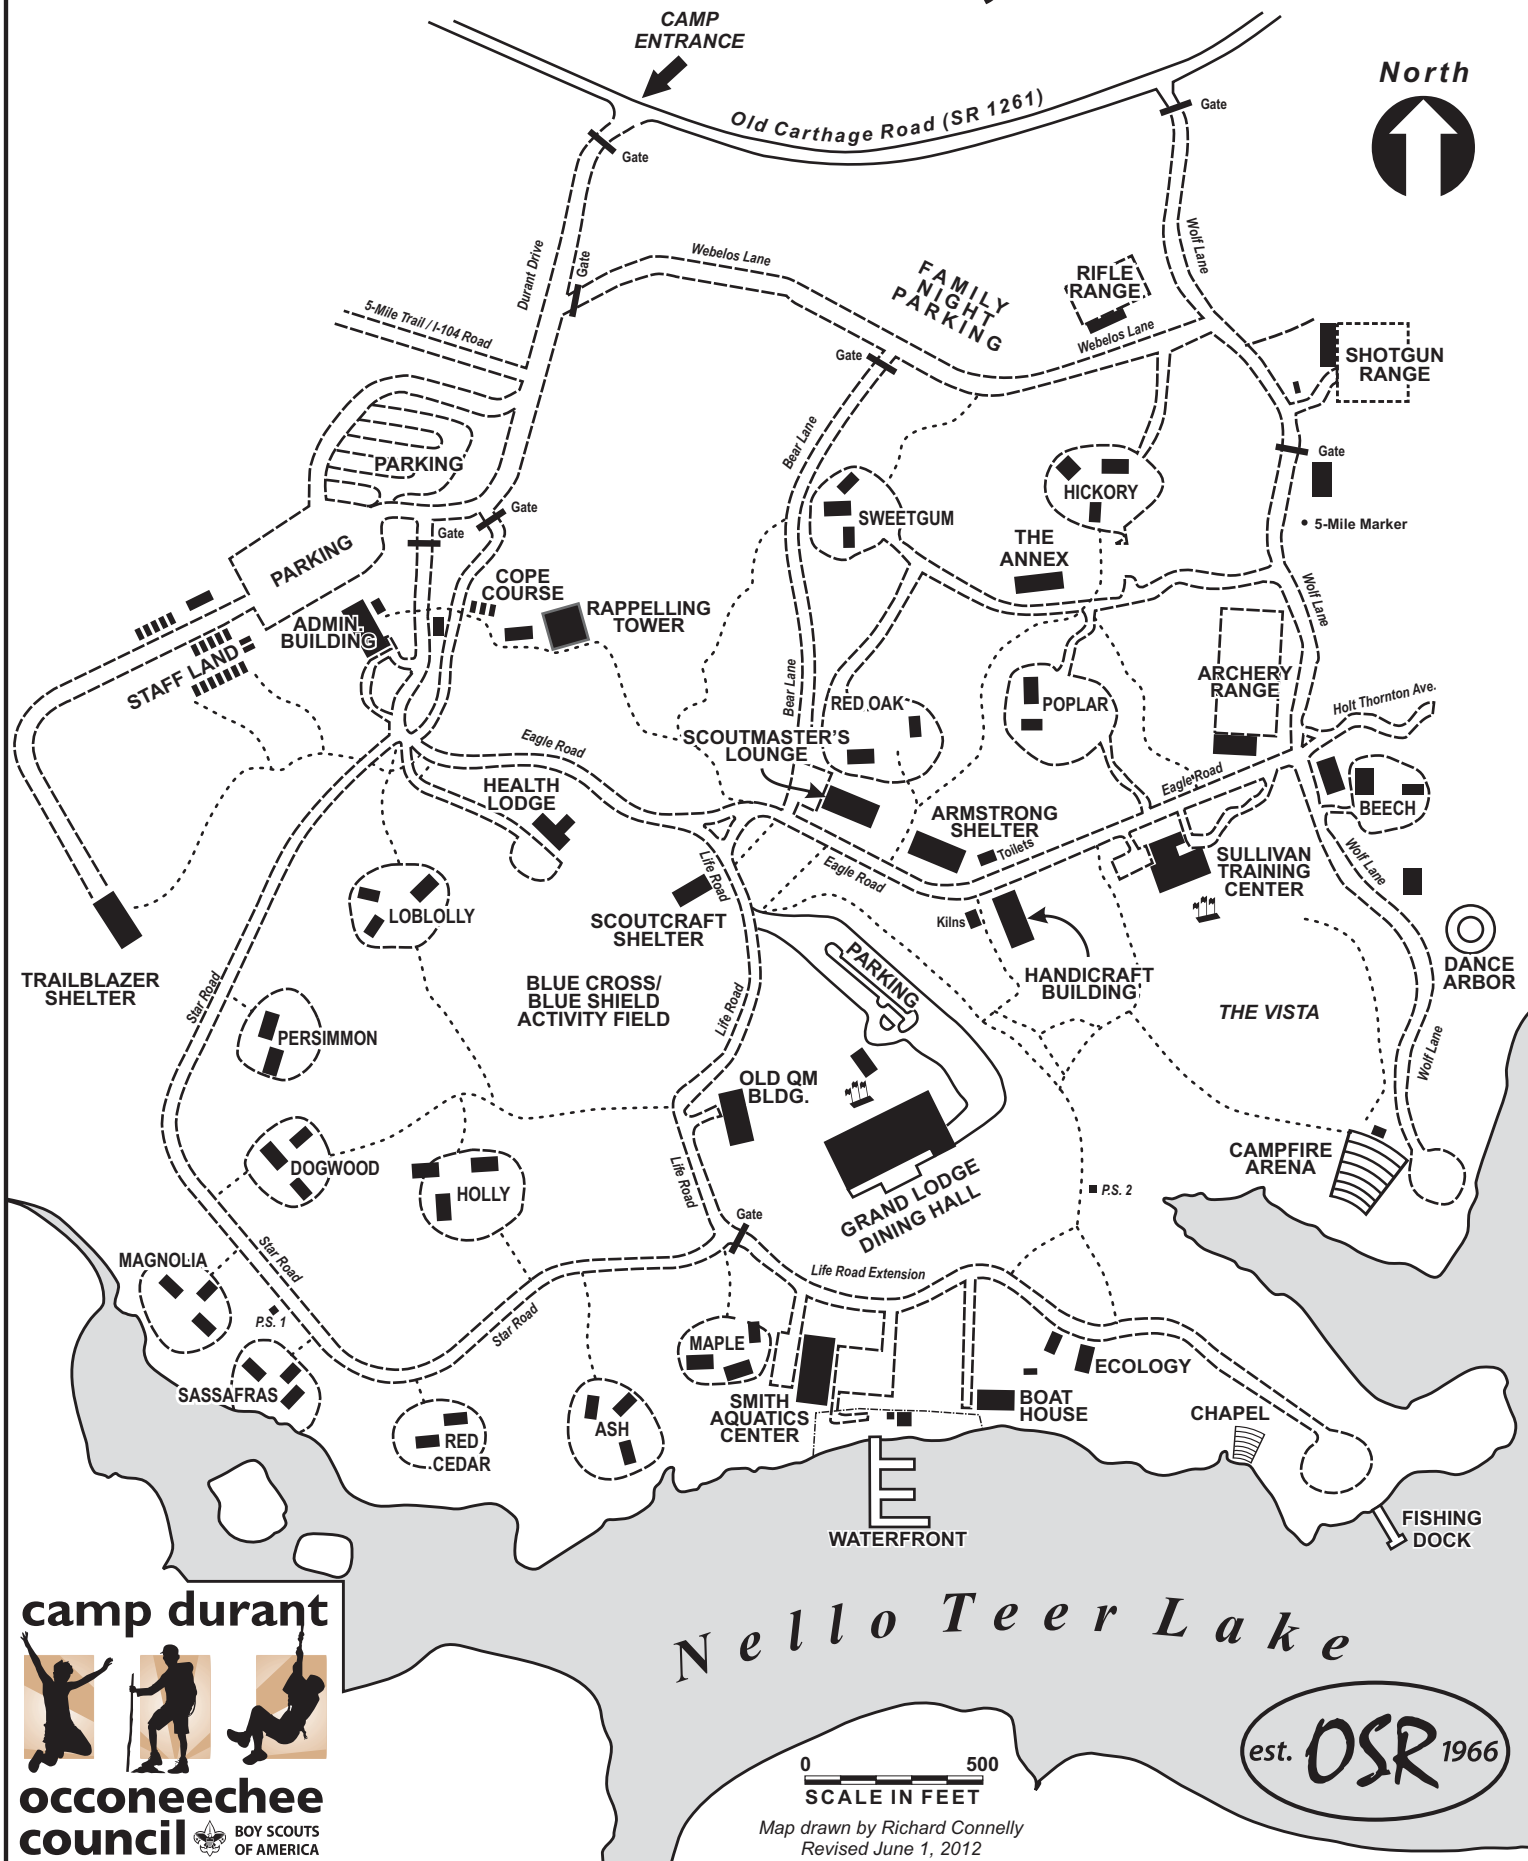 CAMP
ENTRANCE
North
Old Carthage Road (SR 1261)
Gate
Gate
Durant Drive
Gate
Webelos Lane
Wolf Lane
FAMILY
NIGHT
PARKING
RIFLE
RANGE
Webelos Lane
5-Mile Trail / I-104 Road
Gate
SHOTGUN
RANGE
Bear Lane
PARKING
Gate
HICKORY
SWEETGUM
Gate
Gate
5-Mile Marker
PARKING
THE
ANNEX
COPE
COURSE
RAPPELLING
TOWER
Wolf Lane
ADMIN.
BUILDING
STAFF LAND
Bear Lane
ARCHERY
RANGE
RED OAK
POPLAR
Holt Thornton Ave.
SCOUTMASTER'S
LOUNGE
Eagle Road
HEALTH
LODGE
Eagle Road
BEECH
ARMSTRONG
SHELTER
Toilets
Life Road
Eagle Road
SULLIVAN
TRAINING
CENTER
Wolf Lane
LOBLOLLY
SCOUTCRAFT
SHELTER
Kilns
TRAILBLAZER
SHELTER
Star Road
BLUE CROSS/
BLUE SHIELD
ACTIVITY FIELD
Life Road
PARKING
HANDICRAFT
BUILDING
DANCE
ARBOR
THE VISTA
PERSIMMON
Wolf Lane
OLD QM
BLDG.
DOGWOOD
HOLLY
Life Road
CAMPFIRE
ARENA
GRAND LODGE
DINING HALL
P.S. 2
Gate
MAGNOLIA
Star Road
Life Road Extension
P.S. 1
Star Road
MAPLE
ECOLOGY
SASSAFRAS
SMITH
AQUATICS
CENTER
BOAT
HOUSE
CHAPEL
ASH
RED
CEDAR
WATERFRONT
FISHING
DOCK
Nello Teer Lake
camp durant
occoneechee
council
BOY SCOUTS
OF AMERICA
0 500
SCALE IN FEET
Map drawn by Richard Connelly
Revised June 1, 2012
est. OSR 1966